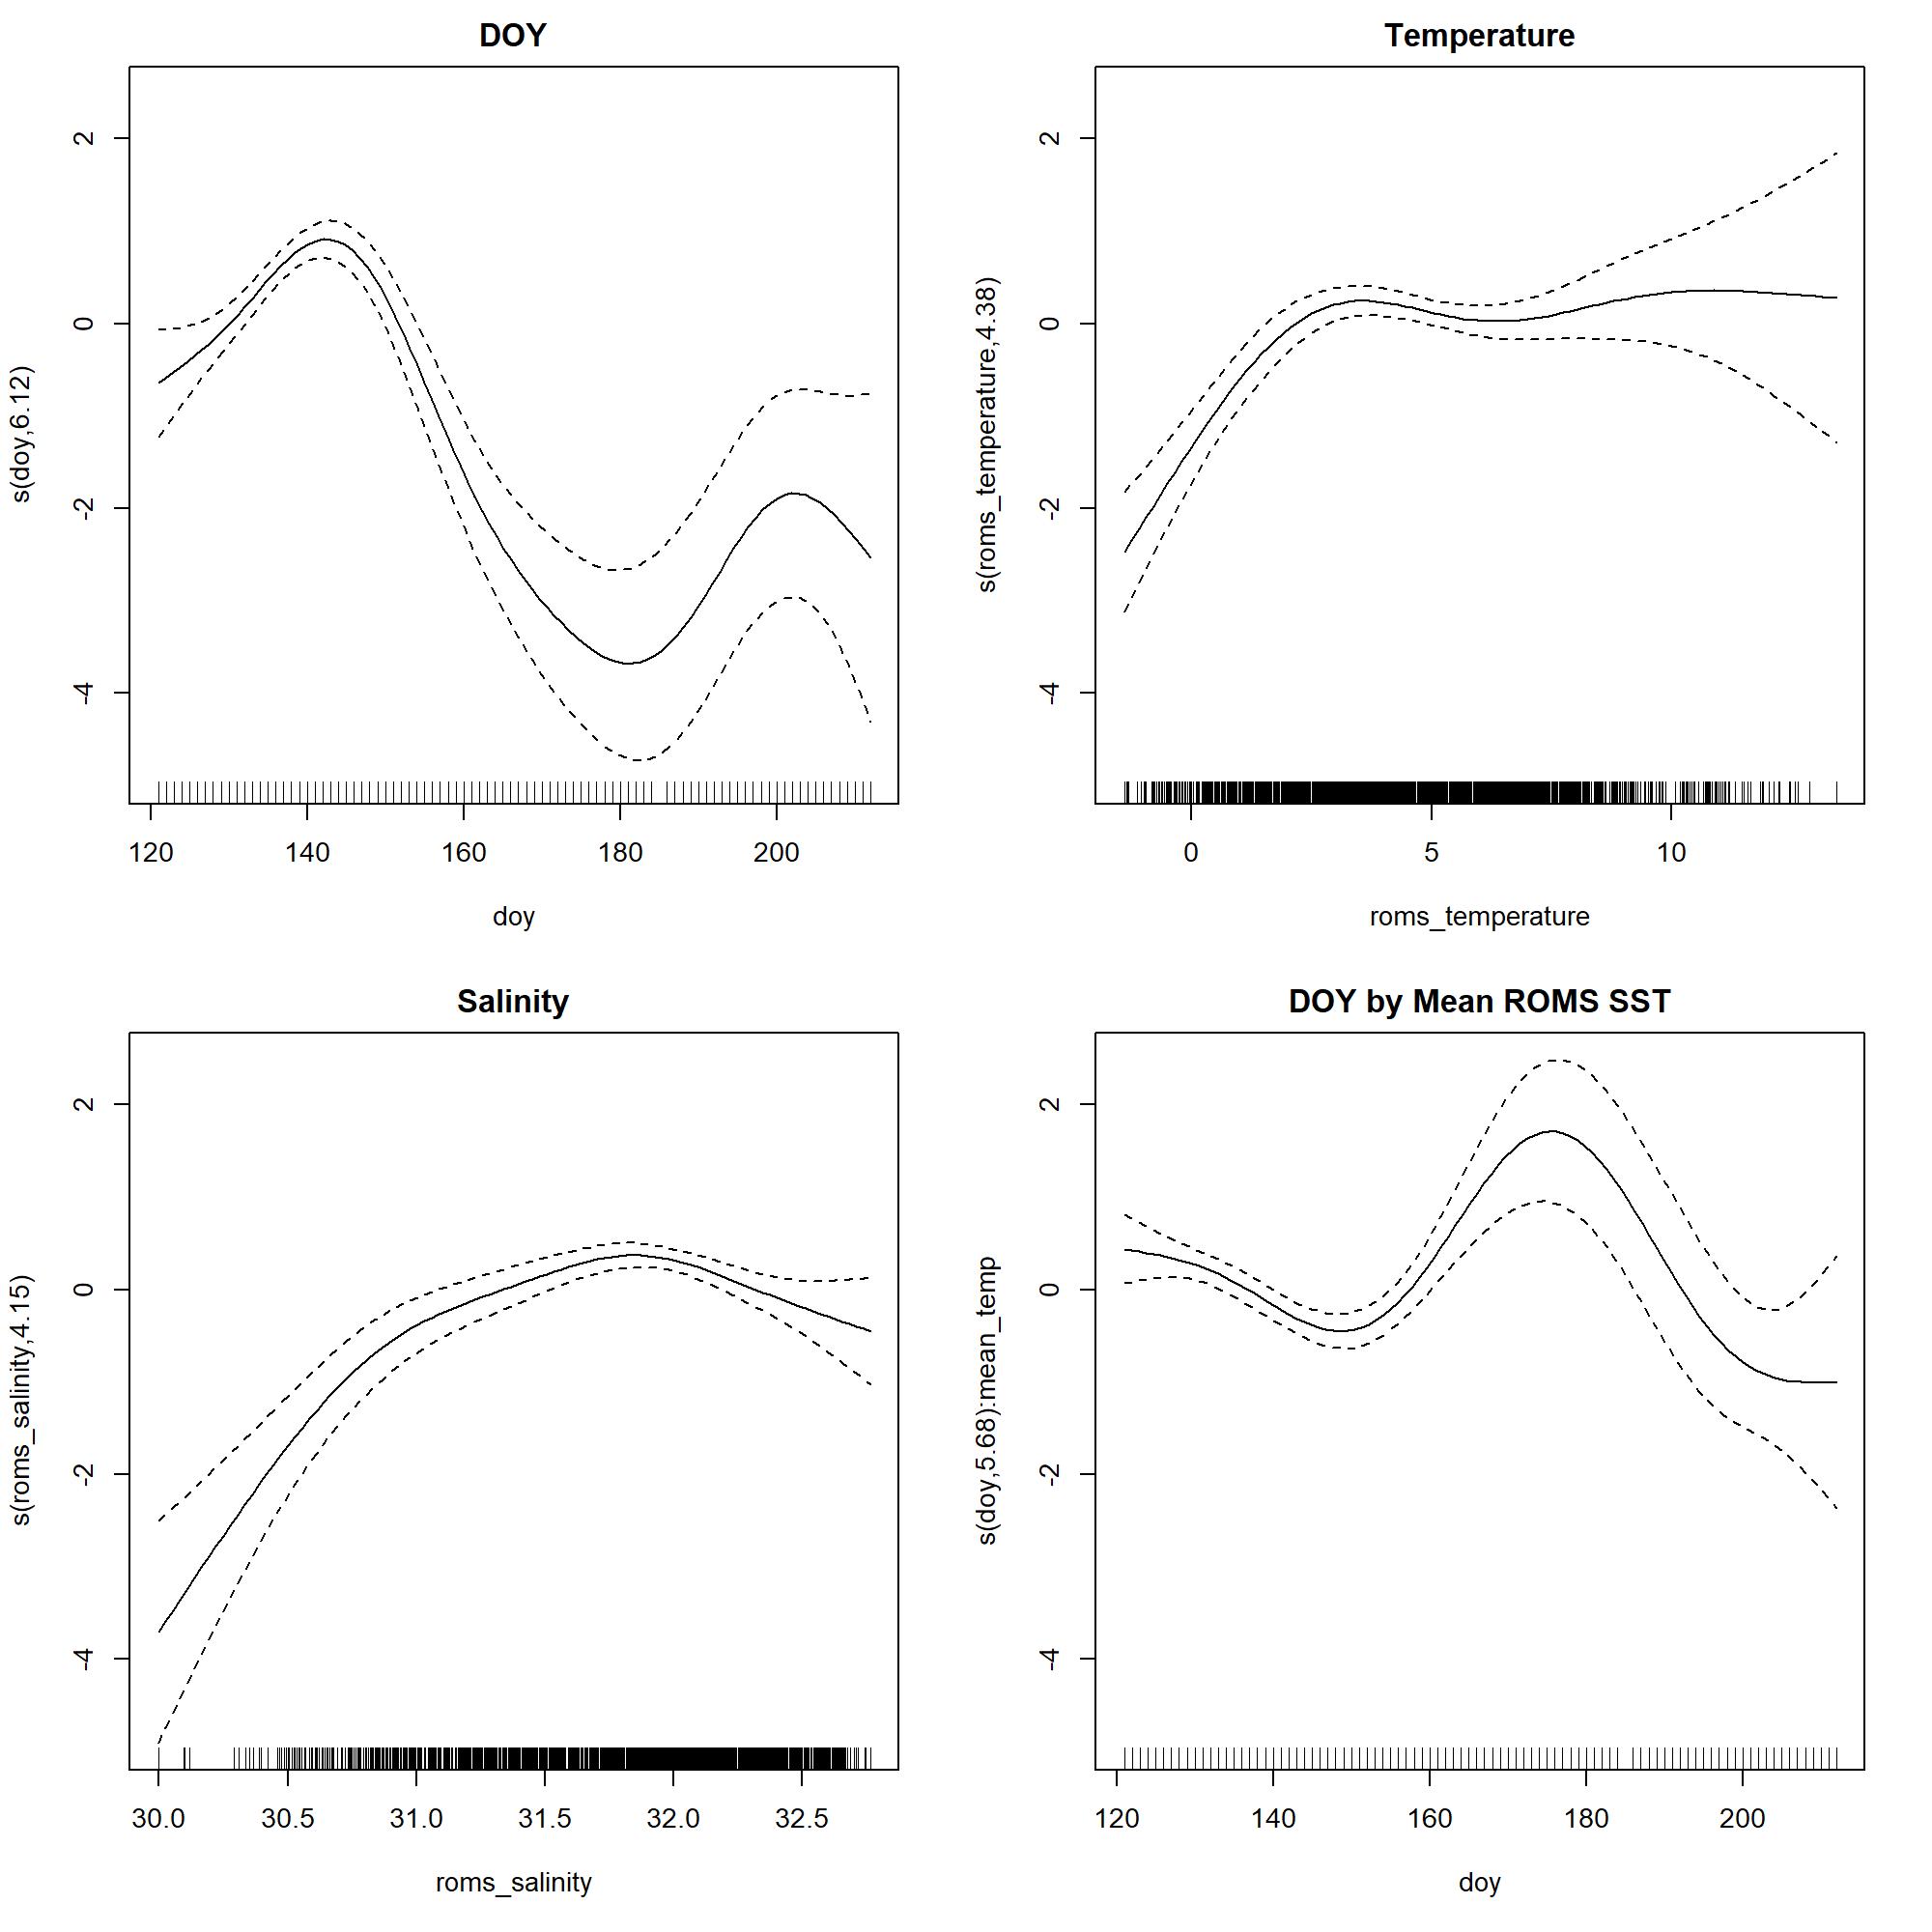 DOY
s(doy,6.12)
2
0
-2
-4
120 140 160 180 200
doy
Temperature
s(roms_temperature,4.38)
2
0
-2
-4
0 5 10
roms_temperature
Salinity
s(roms_salinity,4.15)
2
0
-2
-4
30.0 30.5 31.0 31.5 32.0 32.5
roms_salinity
DOY by Mean ROMS SST
s(doy,5.68):mean_temp
2
0
-2
-4
120 140 160 180 200
doy